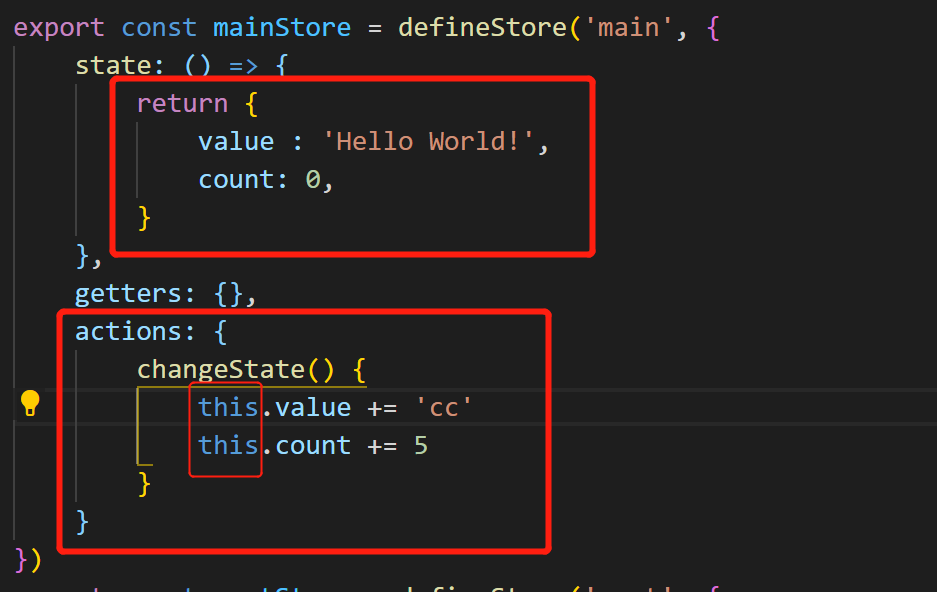 export const mainStore = defineStore('main', {
state: () => {
return {
value : 'Hello World!',
count: 0,
}
},
getters: {},
actions: {
changeState() {
this.value += 'cc'
this.count += 5
}
}
})